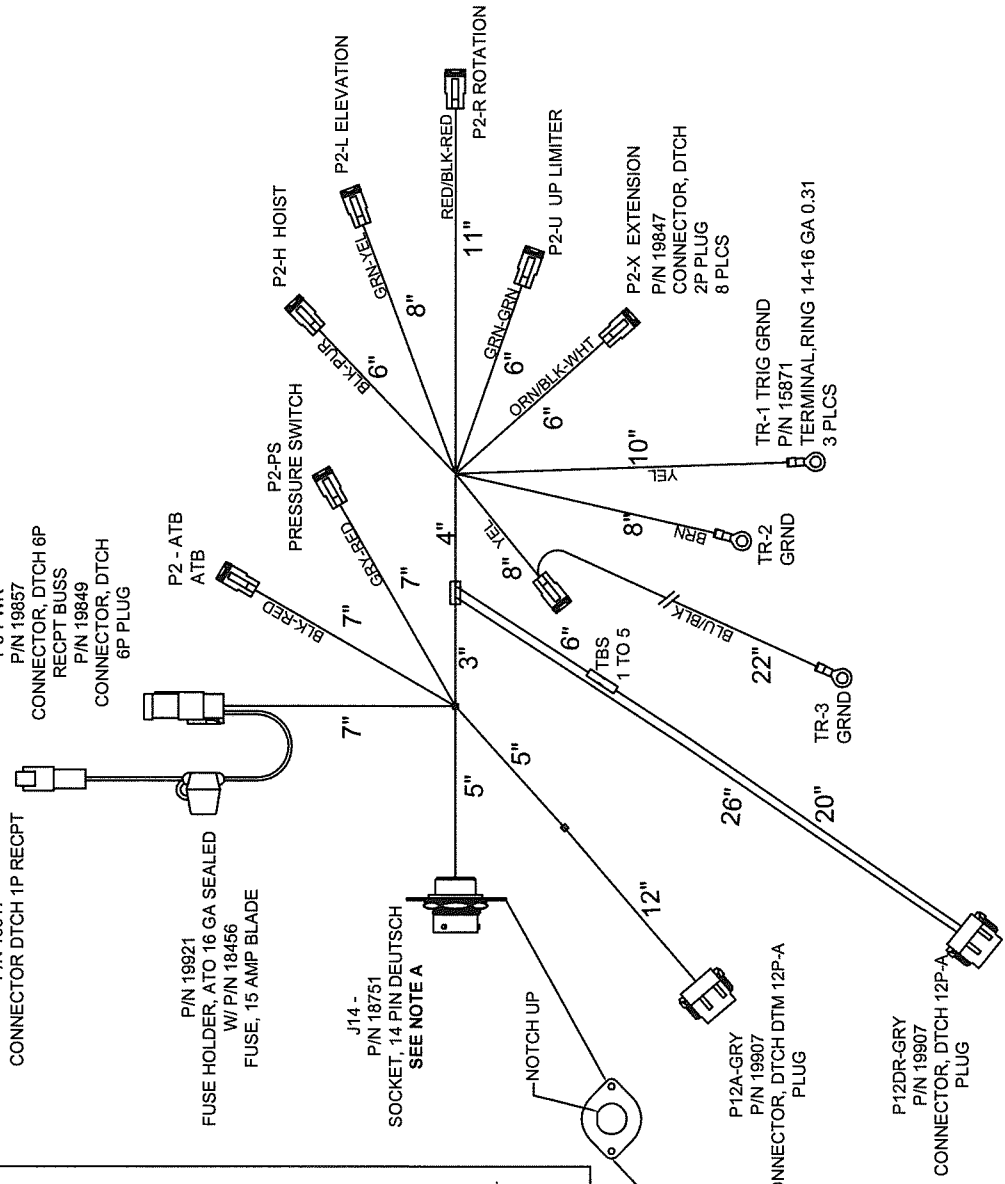 P/N 19857
CONNECTOR, DTCH 6P
RECPT BUSS
P/N 19849
CONNECTOR, DTCH
6P PLUG
CONNECTOR DTCH 1P RECPT
P/N 19921
FUSE HOLDER, ATO 16 GA SEALED
W/ P/N 18456
FUSE, 15 AMP BLADE
J14 -
P/N 18751
SOCKET, 14 PIN DEUTSCH
SEE NOTE A
NOTCH UP
P2 - ATB
ATB
BLK-RED
7"
7"
P2-PS
PRESSURE SWITCH
GRY-RED
7"
P2-H HOIST
BLK-PUR
6"
P2-L ELEVATION
GRN-YEL
8"
RED/BLK-RED
11"
P2-R ROTATION
P2-U UP LIMITER
GRN-GRN
6"
P2-X EXTENSION
P/N 19847
CONNECTOR, DTCH
2P PLUG
8 PLCS
ORN/BLK-WHT
6"
TR-1 TRIG GRND
P/N 15871
TERMINAL,RING 14-16 GA 0.31
3 PLCS
YEL
10"
BRN
8"
TR-2
GRND
YEL
8"
BLU/BLK
22"
TR-3
GRND
4"
3"
5"
5"
12"
6"
TBS
1 TO 5
26"
20"
P12A-GRY
P/N 19907
ONNECTOR, DTCH DTM 12P-A
PLUG
P12DR-GRY
P/N 19907
CONNECTOR, DTCH 12P-A
PLUG